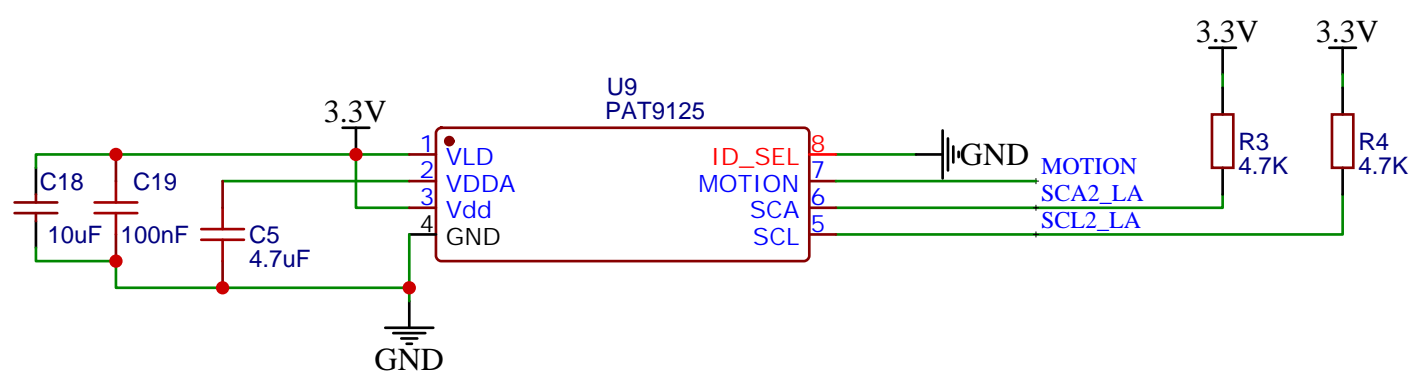 3.3V
3.3V
U9
PAT9125
3.3V
1
VLD
ID_SEL
8
GND
R3
4.7K
R4
4.7K
C18
10uF
C19
100nF
2
VDDA
MOTION
7
MOTION
3
Vdd
SCA
6
SCA2_LA
4
GND
SCL
5
SCL2_LA
C5
4.7uF
GND